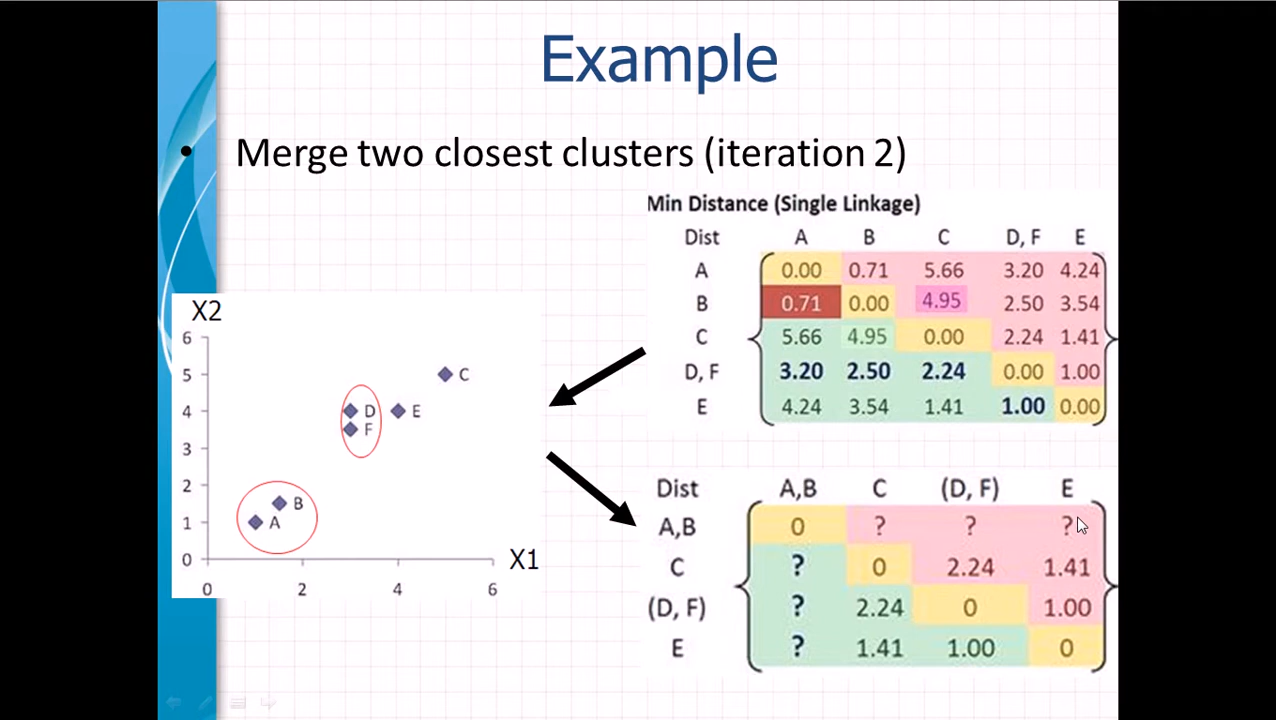 Example
• Merge two closest clusters (iteration 2)
Min Distance (Single Linkage)
Dist A B C D, F E
A 0.00 0.71 5.66 3.20 4.24
B 0.71 0.00 4.95 2.50 3.54
C 5.66 4.95 0.00 2.24 1.41
D, F 3.20 2.50 2.24 0.00 1.00
E 4.24 3.54 1.41 1.00 0.00
X2
6
5
4
3
2
1
0
C
D E
F
B
A
X1
0 2 4 6
Dist A,B C (D, F) E
A,B 0 ? ? ?
C ? 0 2.24 1.41
(D, F) ? 2.24 0 1.00
E ? 1.41 1.00 0